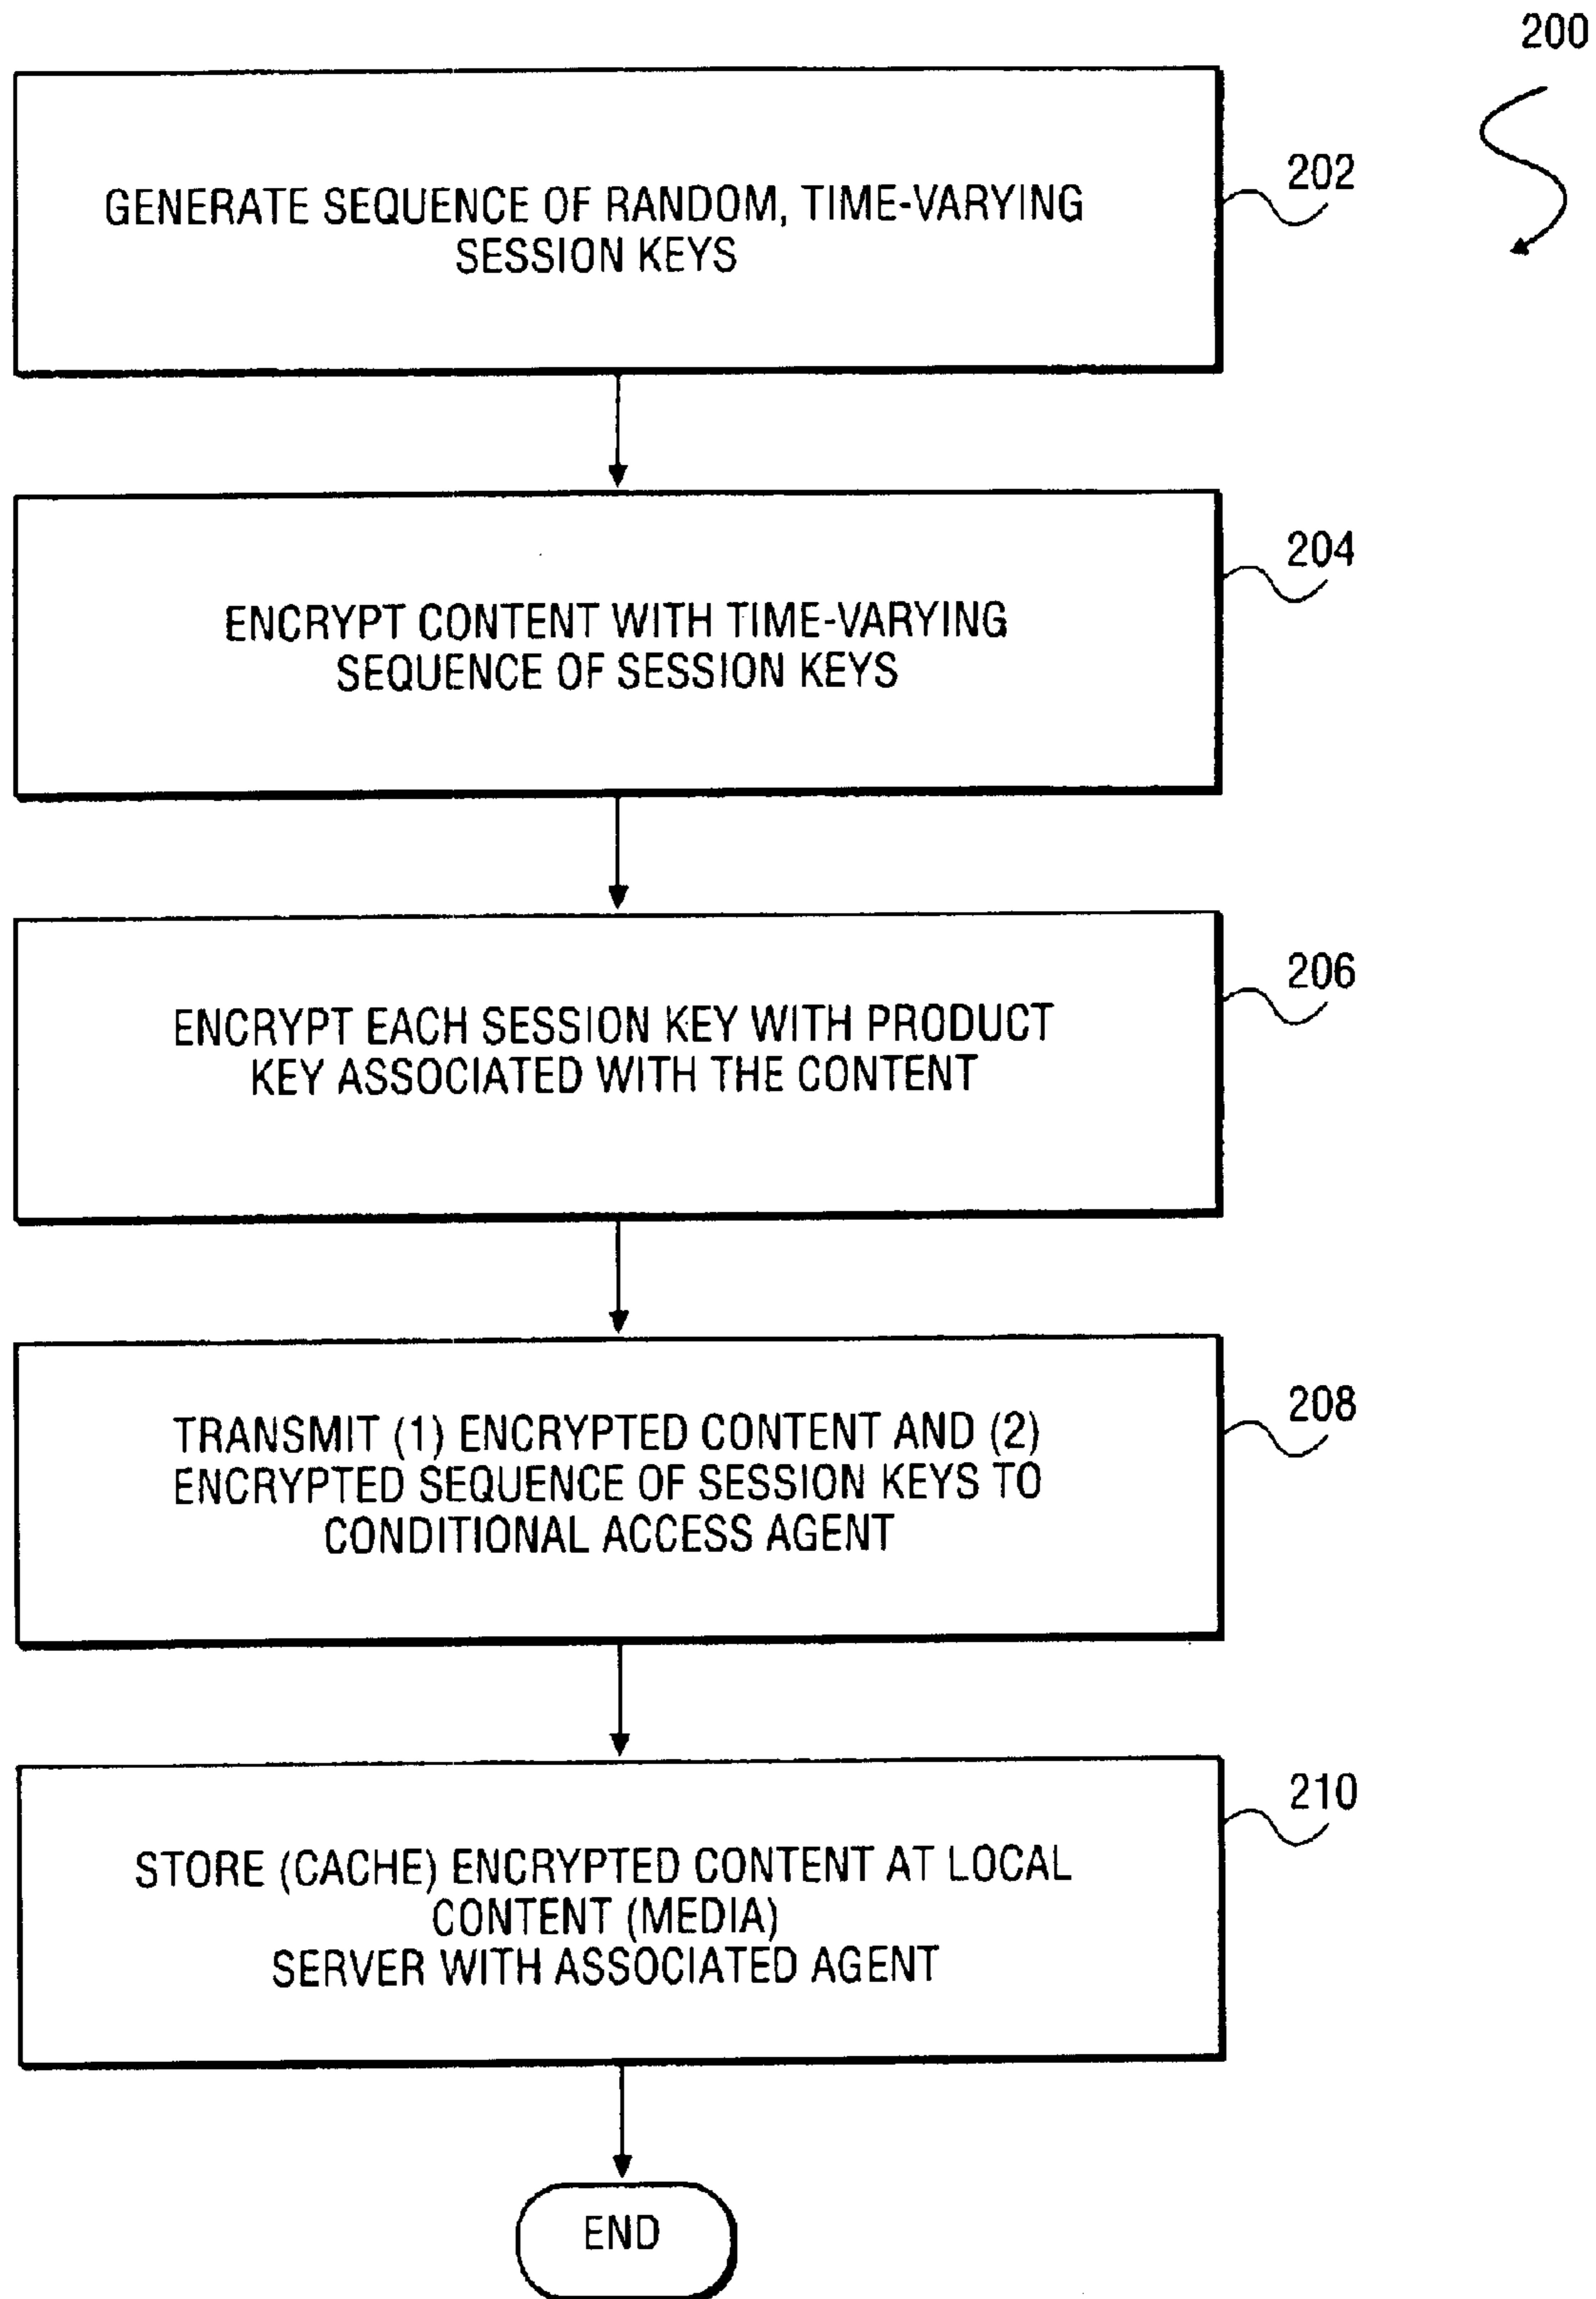 200
GENERATE SEQUENCE OF RANDOM, TIME-VARYING
SESSION KEYS
202
ENCRYPT CONTENT WITH TIME-VARYING
SEQUENCE OF SESSION KEYS
204
ENCRYPT EACH SESSION KEY WITH PRODUCT
KEY ASSOCIATED WITH THE CONTENT
206
TRANSMIT (1) ENCRYPTED CONTENT AND (2)
ENCRYPTED SEQUENCE OF SESSION KEYS TO
CONDITIONAL ACCESS AGENT
208
STORE (CACHE) ENCRYPTED CONTENT AT LOCAL
CONTENT (MEDIA)
SERVER WITH ASSOCIATED AGENT
210
END